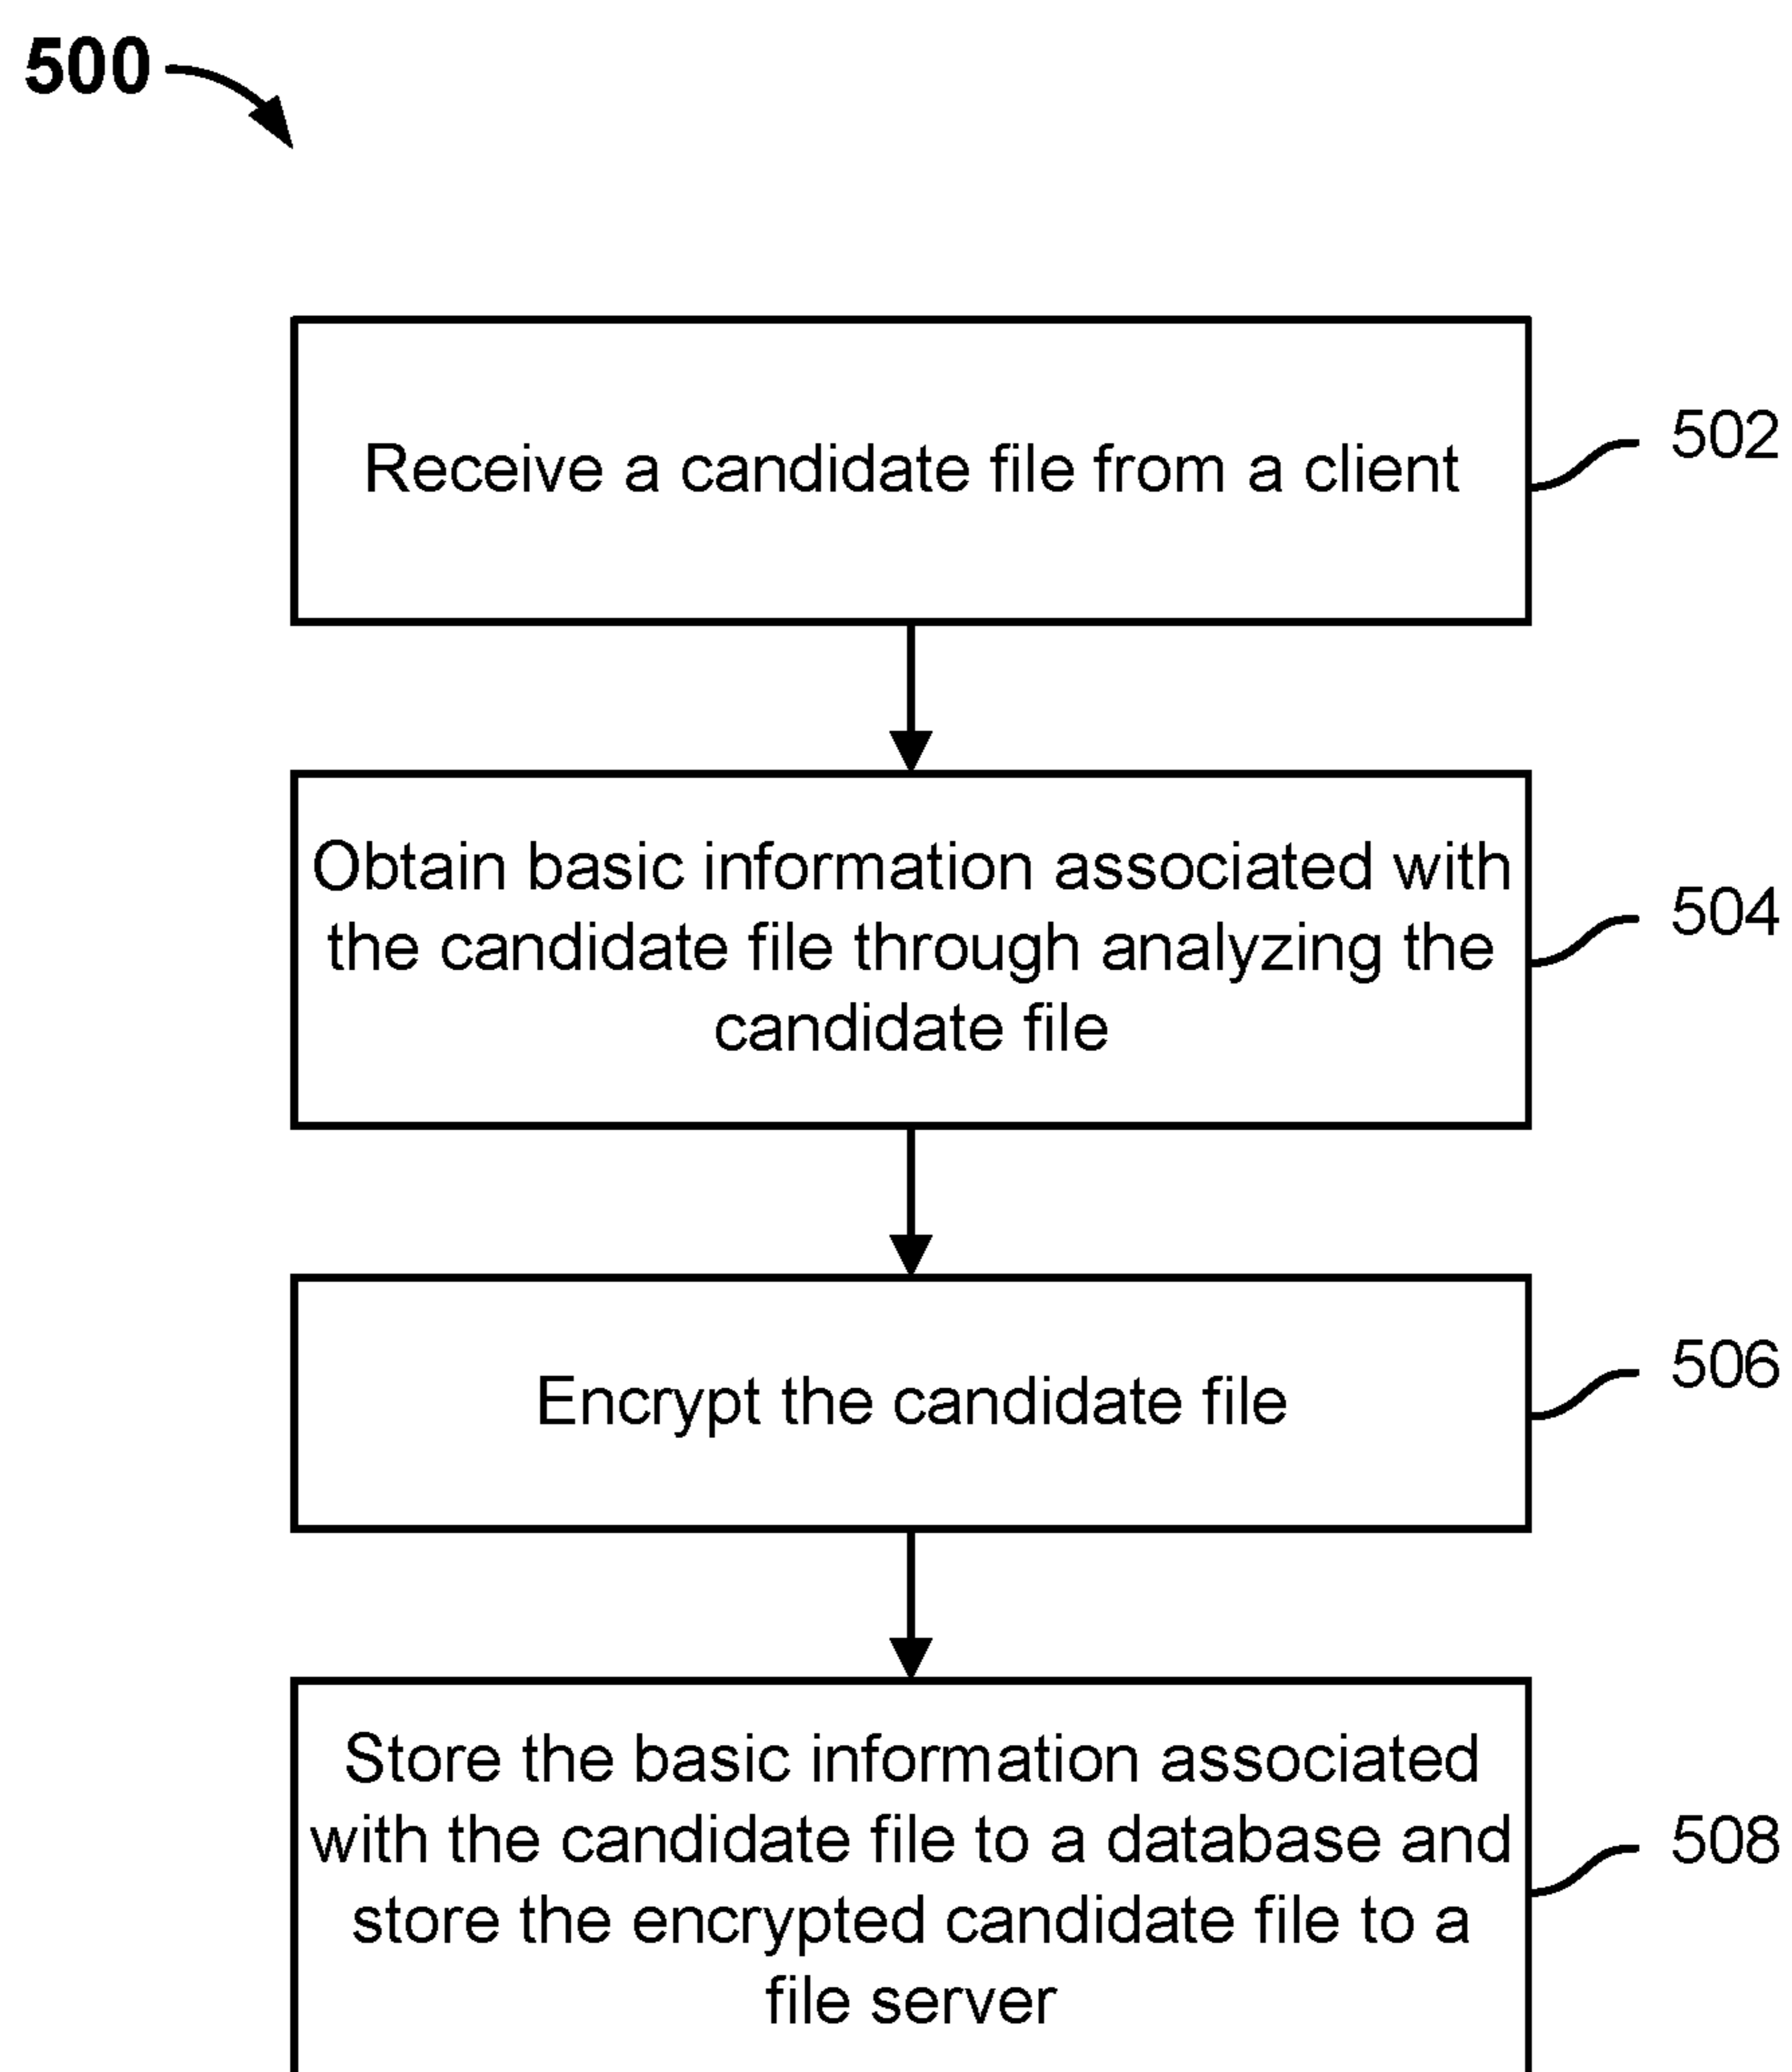 500
Receive a candidate file from a client
502
Obtain basic information associated with
the candidate file through analyzing the
candidate file
504
Encrypt the candidate file
506
Store the basic information associated
with the candidate file to a database and
store the encrypted candidate file to a
file server
508